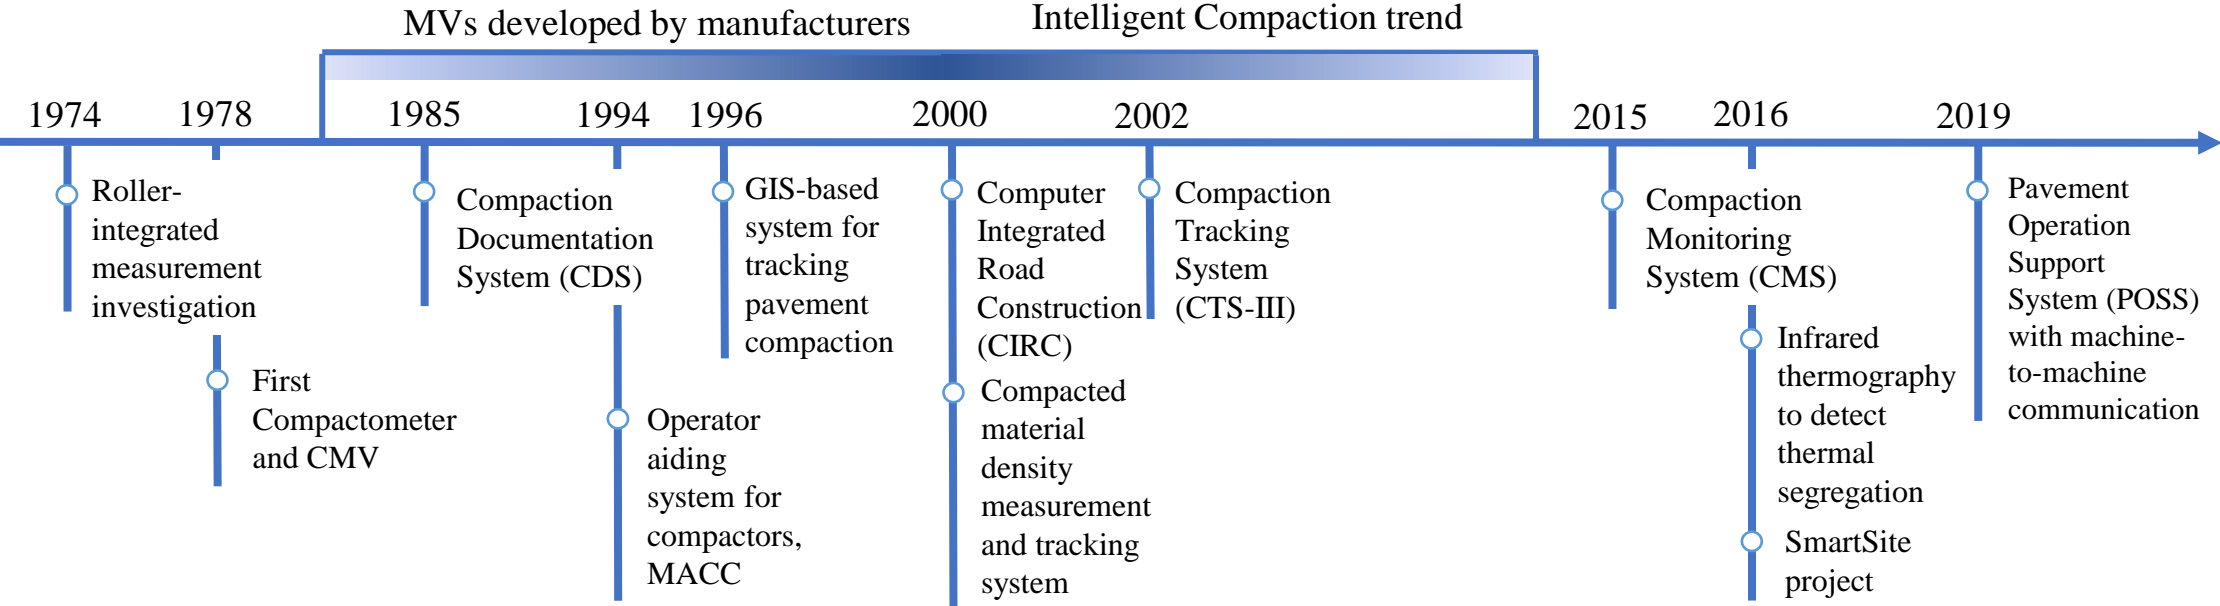 MVs developed by manufacturers
Intelligent Compaction trend
1974
1978
1985
1994
1996
2000
2002
2015
2016
2019
Roller-
integrated
measurement
investigation
First
Compactometer
and CMV
Compaction
Documentation
System (CDS)
Operator
aiding
system for
compactors,
MACC
GIS-based
system for
tracking
pavement
compaction
Computer
Integrated
Road
Construction
(CIRC)
Compacted
material
density
measurement
and tracking
system
Compaction
Tracking
System
(CTS-III)
Compaction
Monitoring
System (CMS)
Infrared
thermography
to detect
thermal
segregation
SmartSite
project
Pavement
Operation
Support
System (POSS)
with machine-
to-machine
communication